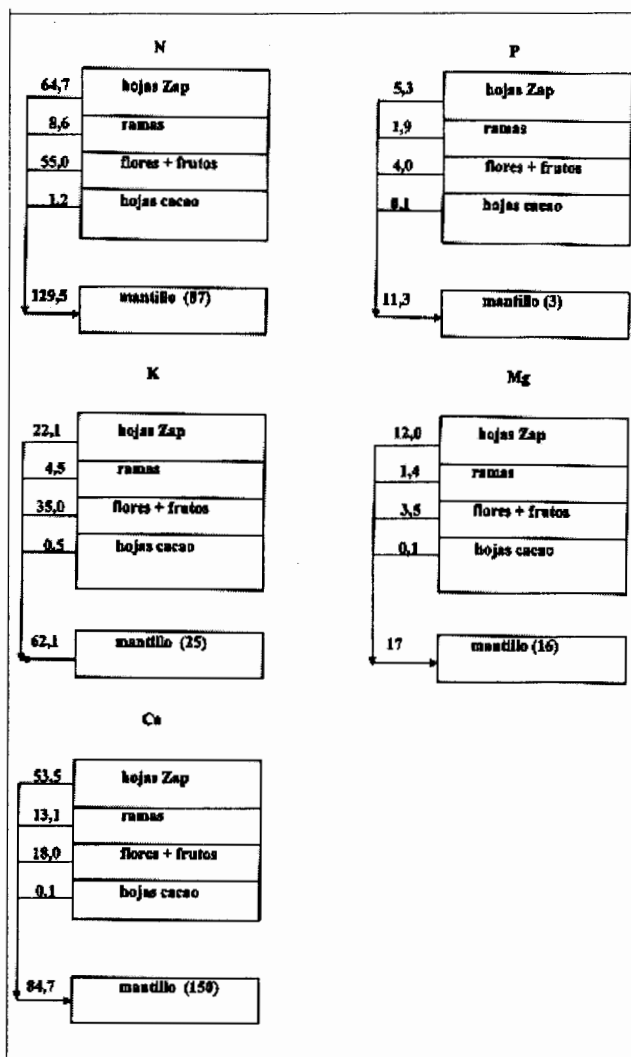 N
64,7 hojas Zap
8,6 ramas
55,0 flores + frutos
1,2 hojas cacao
129,5 mantillo (87)
P
5,3 hojas Zap
1,9 ramas
4,0 flores + frutos
0,1 hojas cacao
11,3 mantillo (3)
K
22,1 hojas Zap
4,5 ramas
35,0 flores + frutos
0,5 hojas cacao
62,1 mantillo (25)
Mg
12,0 hojas Zap
1,4 ramas
3,5 flores + frutos
0,1 hojas cacao
17 mantillo (16)
Ca
53,5 hojas Zap
13,1 ramas
18,0 flores + frutos
0,1 hojas cacao
84,7 mantillo (150)